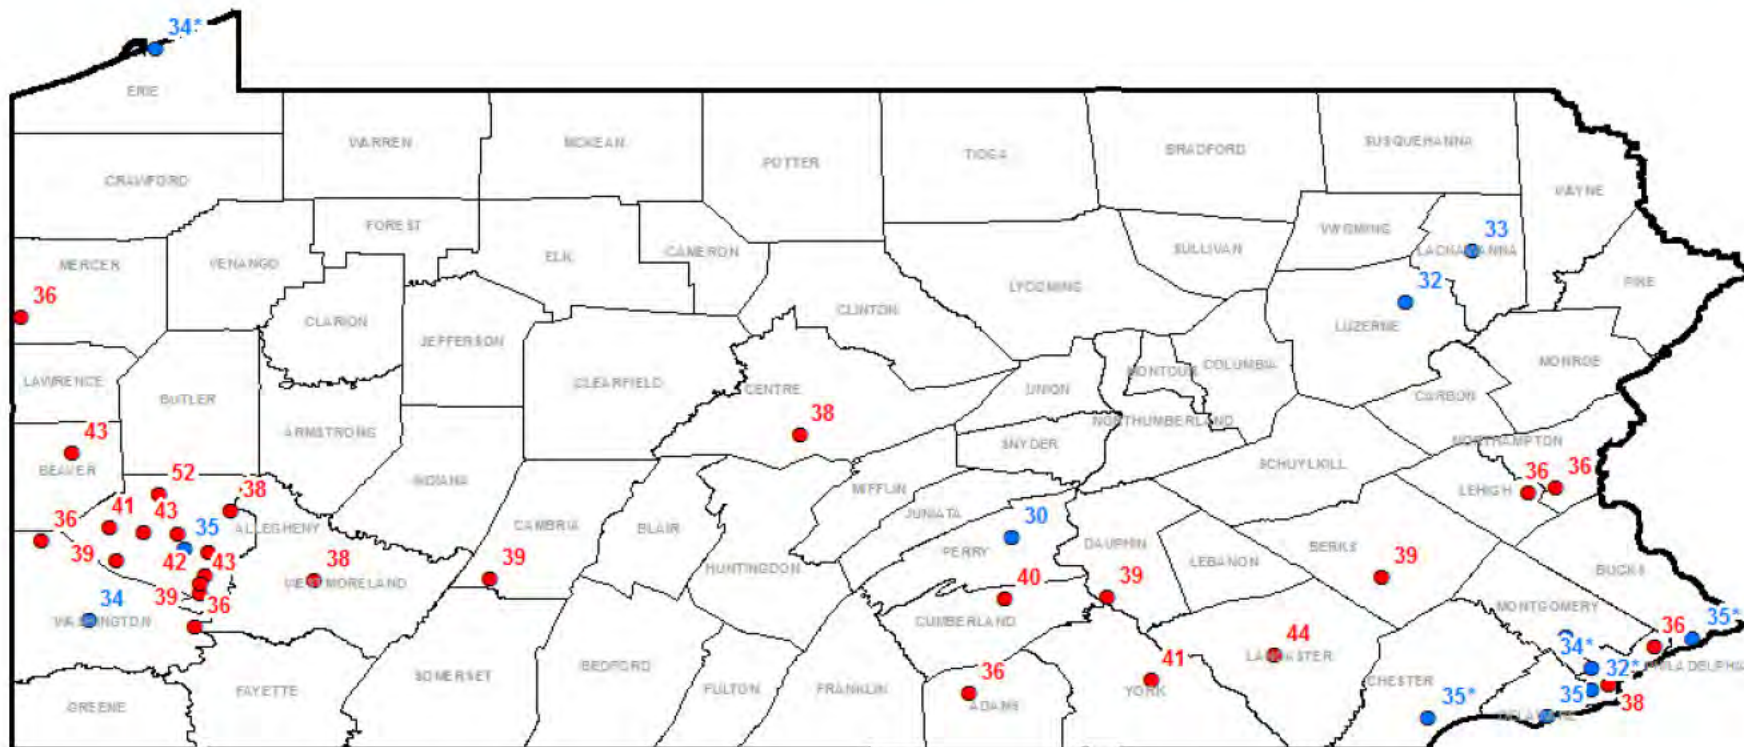 34*
ERIE
WARREN
MCKEAN
POTTER
TIOGA
BRADFORD
SUSQUEHANNA
CRAWFORD
WAYNE
FOREST
WYOMING
33
MERCER
VENANGO
ELK
CAMERON
SULLIVAN
LACKAWANNA
36
CLARION
CLINTON
LYCOMING
32
PIKE
JEFFERSON
LUZERNE
LAWRENCE
CLEARFIELD
CENTRE
UNION
MONTOUR
COLUMBIA
MONROE
BUTLER
38
CARBON
43
ARMSTRONG
NORTHUMBERLAND
BEAVER
SNYDER
NORTHAMPTON
52
38
INDIANA
MIFFLIN
SCHUYLKILL
LEHIGH
36
36
36
41
43
35
ALLEGHENY
CAMBRIA
BLAIR
JUNIATA
30
39
42
43
38
WESTMORELAND
39
HUNTINGDON
PERRY
DAUPHIN
LEBANON
BERKS
39
BUCKS
34
39
36
40
39
WASHINGTON
CUMBERLAND
MONTGOMERY
44
34*
36
35*
GREENE
FAYETTE
SOMERSET
BEDFORD
FULTON
FRANKLIN
36
ADAMS
41
YORK
LANCASTER
CHESTER
35*
32*
PHILADELPHIA
35
DELAWARE
38